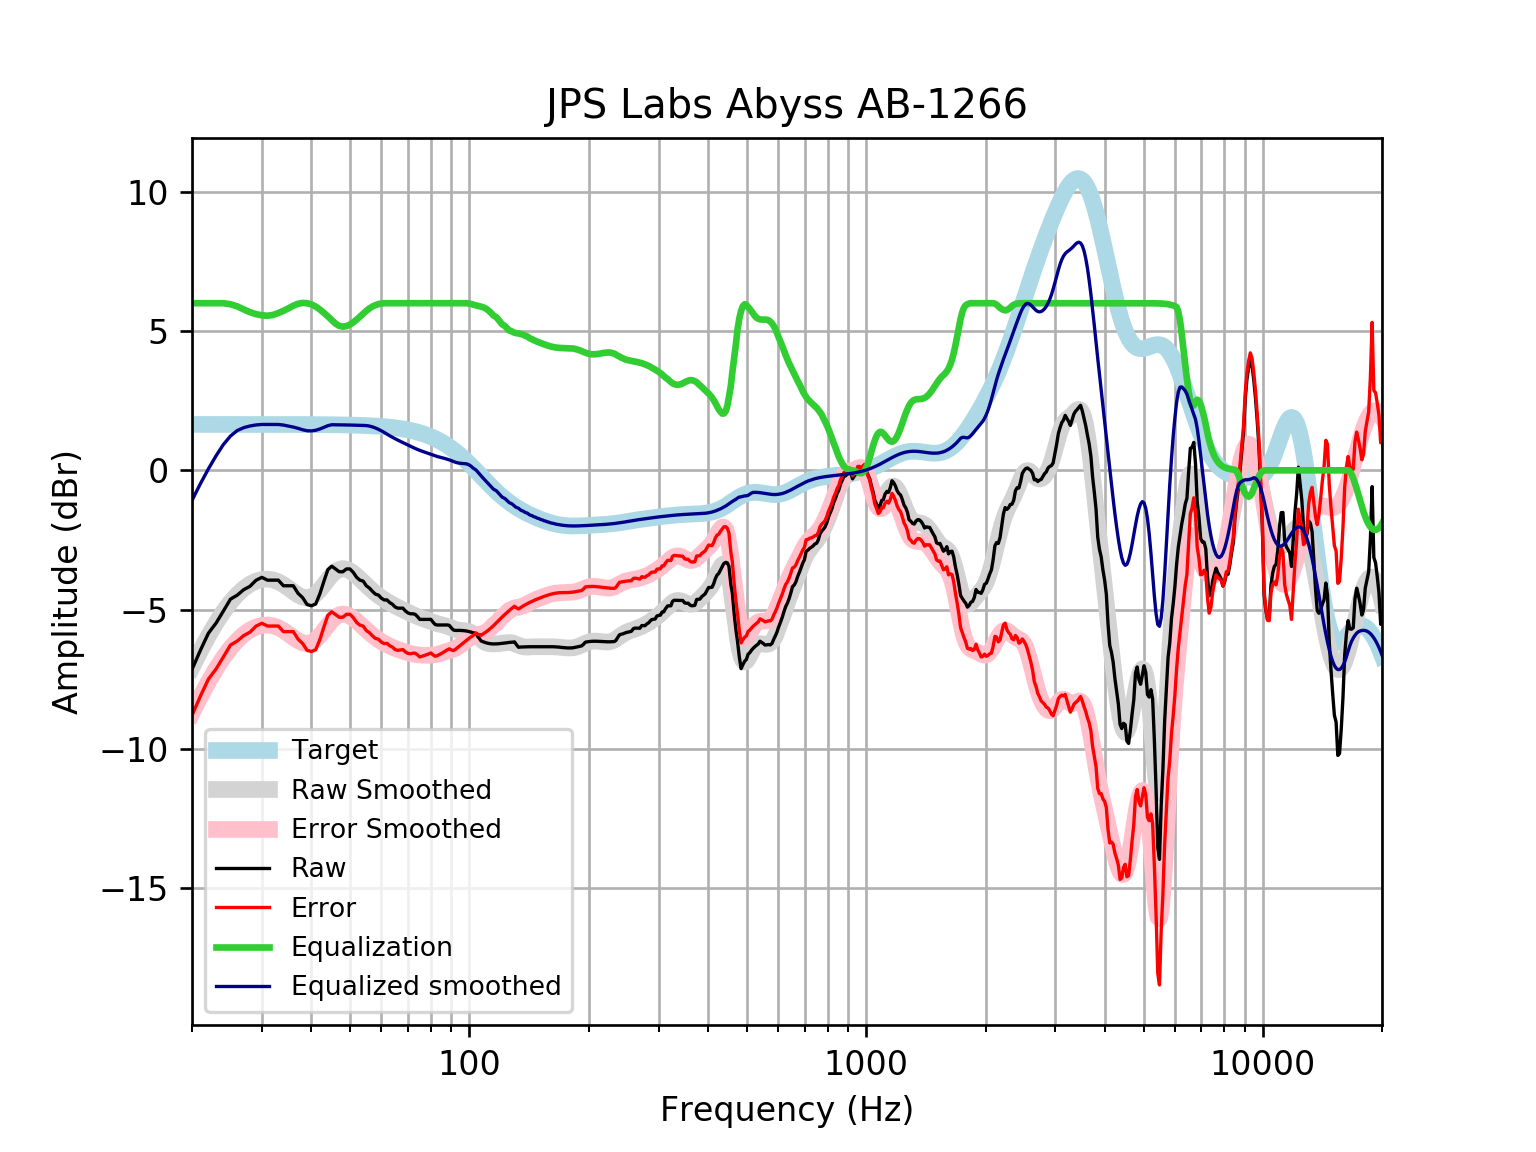 JPS Labs Abyss AB-1266
10
5
0
−5
−10
−15
Amplitude (dBr)
Target
Raw Smoothed
Error Smoothed
Raw
Error
Equalization
Equalized smoothed
100
1000
10000
Frequency (Hz)